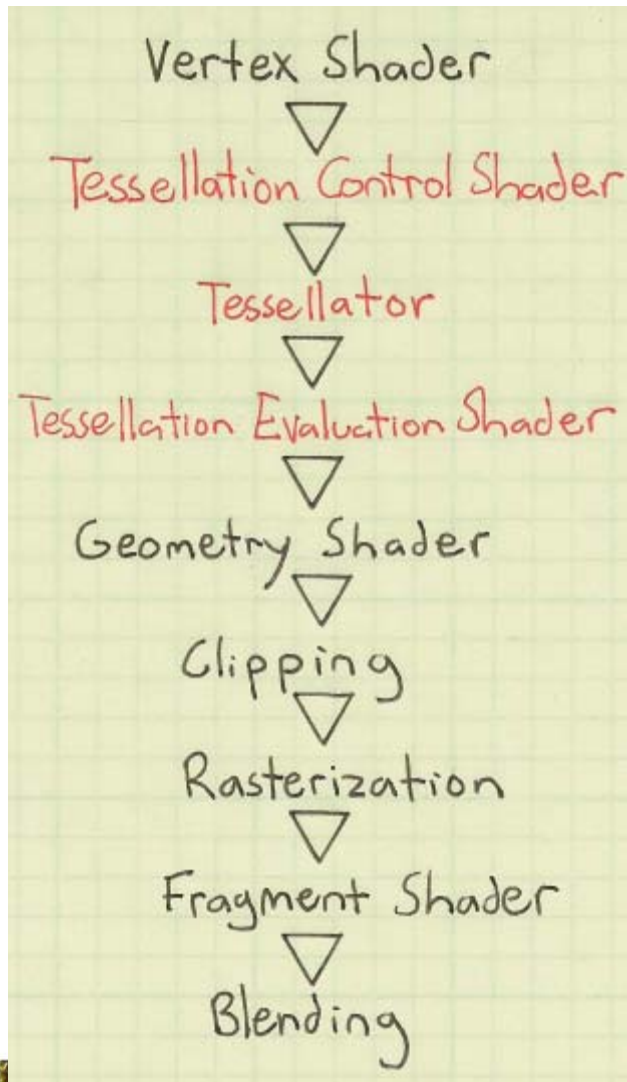 Vertex Shader
Tessellation Control Shader
Tessellator
Tessellation Evaluation Shader
Geometry Shader
Clipping
Rasterization
Fragment Shader
Blending